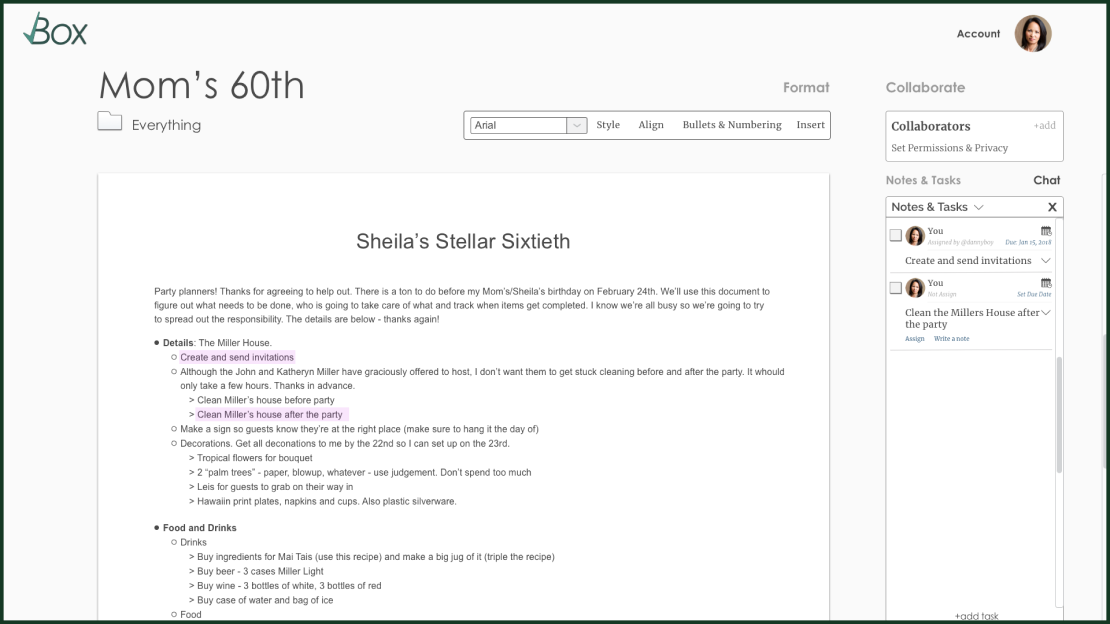 Box
Account
Mom's 60th
Format
Collaborate
Everything
Arial
Style
Align
Bullets & Numbering
Insert
Collaborators
+add
Set Permissions & Privacy
Notes & Tasks
Chat
Notes & Tasks
X
You
Assigned by @dannyboy
Due: Jan 15, 2018
Create and send invitations
You
Not Assign
Set Due Date
Clean the Millers House after
the party
Assign
Write a note
+add task
Sheila's Stellar Sixtieth
Party planners! Thanks for agreeing to help out. There is a ton to do before my Mom's/Sheila's birthday on February 24th. We'll use this document to
figure out what needs to be done, who is going to take care of what and track when items get completed. I know we're all busy so we're going to try
to spread out the responsibility. The details are below - thanks again!
• Details: The Miller House.
○ Create and send invitations
○ Although the John and Katheryn Miller have graciously offered to host, I don't want them to get stuck cleaning before and after the party. It whould
only take a few hours. Thanks in advance.
> Clean Miller's house before party
> Clean Miller's house after the party
○ Make a sign so guests know they're at the right place (make sure to hang it the day of)
○ Decorations. Get all deconations to me by the 22nd so I can set up on the 23rd.
> Tropical flowers for bouquet
> 2 "palm trees" - paper, blowup, whatever - use judgement. Don't spend too much
> Leis for guests to grab on their way in
> Hawaiin print plates, napkins and cups. Also plastic silverware.
• Food and Drinks
○ Drinks
> Buy ingredients for Mai Tais (use this recipe) and make a big jug of it (triple the recipe)
> Buy beer - 3 cases Miller Light
> Buy wine - 3 bottles of white, 3 bottles of red
> Buy case of water and bag of ice
○ Food